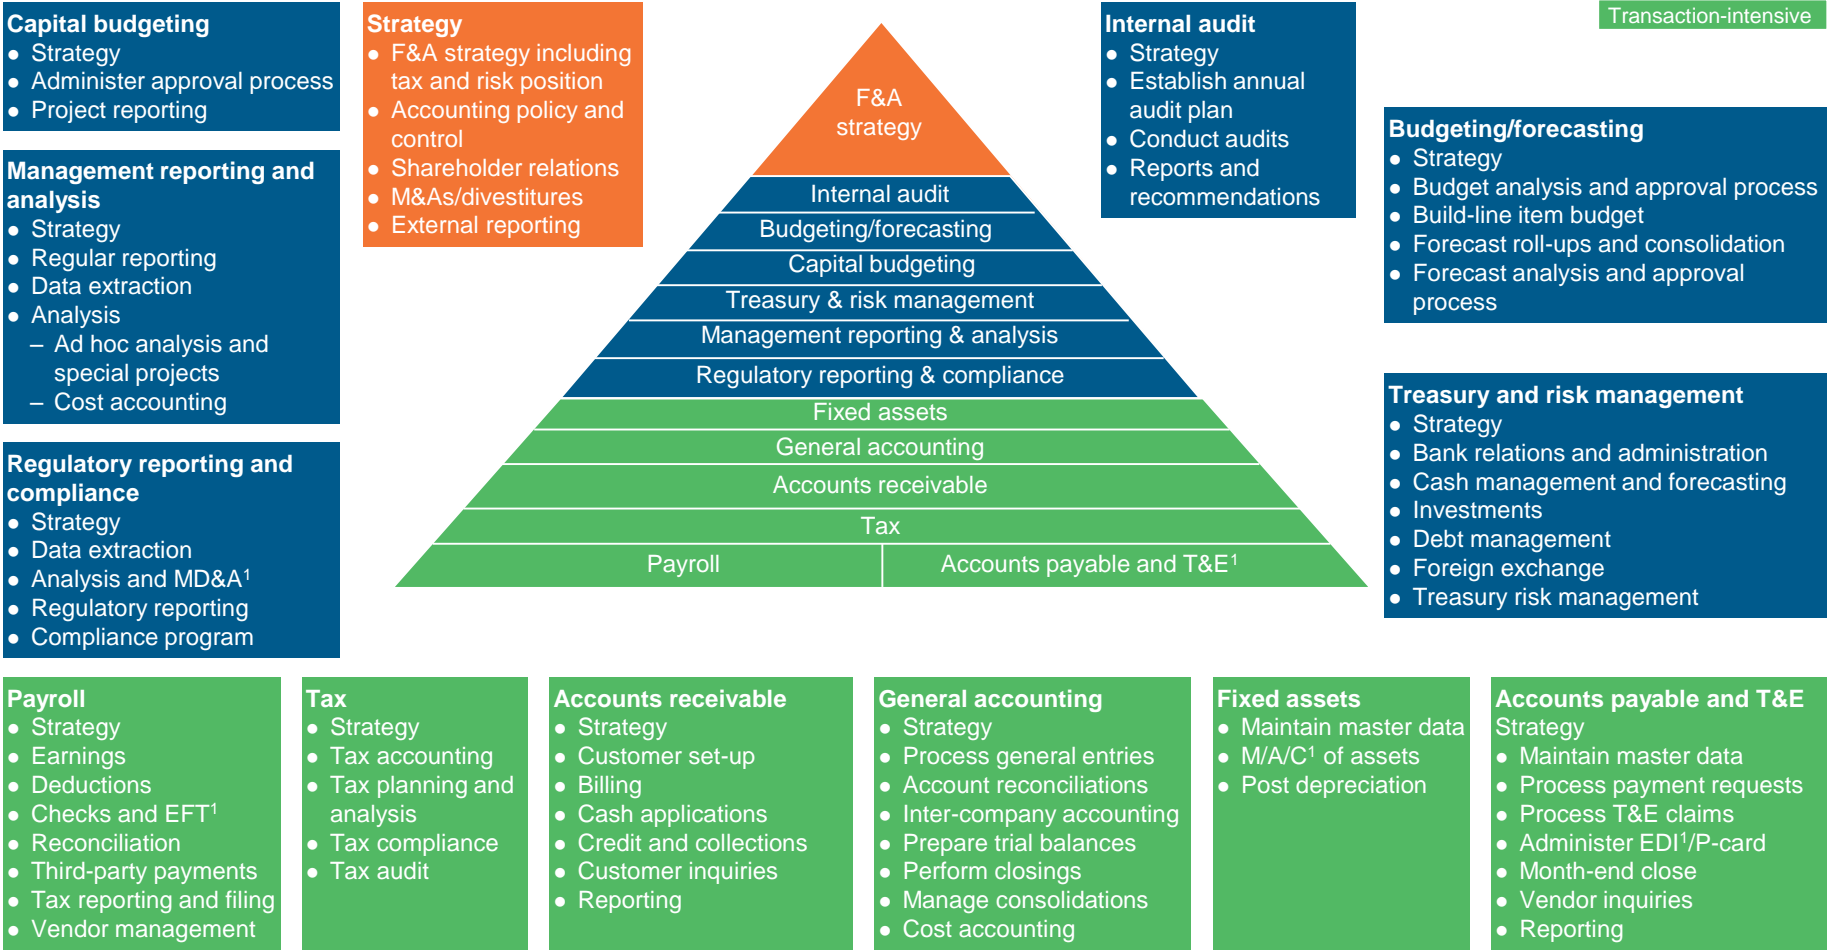 Transaction-intensive
Capital budgeting
● Strategy
● Administer approval process
● Project reporting
Strategy
● F&A strategy including
tax and risk position
● Accounting policy and
control
● Shareholder relations
● M&As/divestitures
● External reporting
Internal audit
● Strategy
● Establish annual
audit plan
● Conduct audits
● Reports and
recommendations
Budgeting/forecasting
● Strategy
● Budget analysis and approval process
● Build-line item budget
● Forecast roll-ups and consolidation
● Forecast analysis and approval
process
Management reporting and
analysis
● Strategy
● Regular reporting
● Data extraction
● Analysis
– Ad hoc analysis and
special projects
– Cost accounting
Regulatory reporting and
compliance
● Strategy
● Data extraction
● Analysis and MD&A¹
● Regulatory reporting
● Compliance program
F&A
strategy
Internal audit
Budgeting/forecasting
Capital budgeting
Treasury & risk management
Management reporting & analysis
Regulatory reporting & compliance
Fixed assets
General accounting
Accounts receivable
Tax
Payroll
Accounts payable and T&E¹
Treasury and risk management
● Strategy
● Bank relations and administration
● Cash management and forecasting
● Investments
● Debt management
● Foreign exchange
● Treasury risk management
Payroll
● Strategy
● Earnings
● Deductions
● Checks and EFT¹
● Reconciliation
● Third-party payments
● Tax reporting and filing
● Vendor management
Tax
● Strategy
● Tax accounting
● Tax planning and
analysis
● Tax compliance
● Tax audit
Accounts receivable
● Strategy
● Customer set-up
● Billing
● Cash applications
● Credit and collections
● Customer inquiries
● Reporting
General accounting
● Strategy
● Process general entries
● Account reconciliations
● Inter-company accounting
● Prepare trial balances
● Perform closings
● Manage consolidations
● Cost accounting
Fixed assets
● Maintain master data
● M/A/C¹ of assets
● Post depreciation
Accounts payable and T&E
Strategy
● Maintain master data
● Process payment requests
● Process T&E claims
● Administer EDI¹/P-card
● Month-end close
● Vendor inquiries
● Reporting